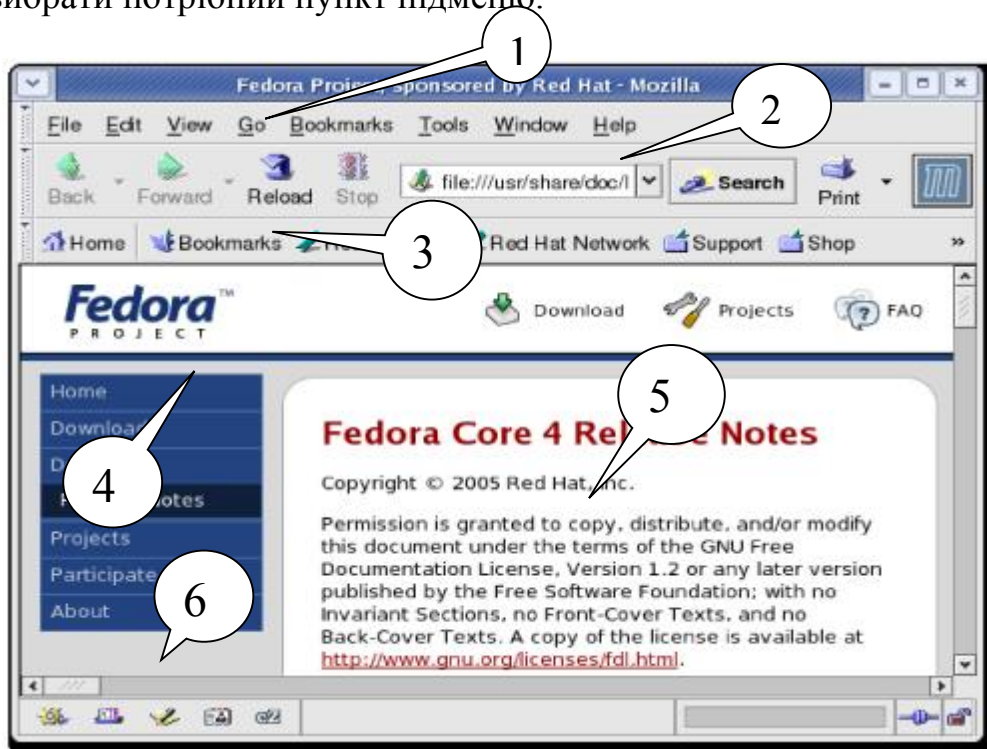 вибрати потрібний пункт підменю.
1
Fedora Project, sponsored by Red Hat - Mozilla
2
File Edit View Go Bookmarks Tools Window Help
Back Forward Reload Stop file:///usr/share/doc/l Search Print
3
Home Bookmarks Red Hat Network Support Shop »
Fedora™
PROJECT
Download Projects FAQ
Home
Download
4
Notes
Projects
Participate
About
6
5
Fedora Core 4 Release Notes
Copyright © 2005 Red Hat, Inc.
Permission is granted to copy, distribute, and/or modify
this document under the terms of the GNU Free
Documentation License, Version 1.2 or any later version
published by the Free Software Foundation; with no
Invariant Sections, no Front-Cover Texts, and no
Back-Cover Texts. A copy of the license is available at
http://www.gnu.org/licenses/fdl.html.